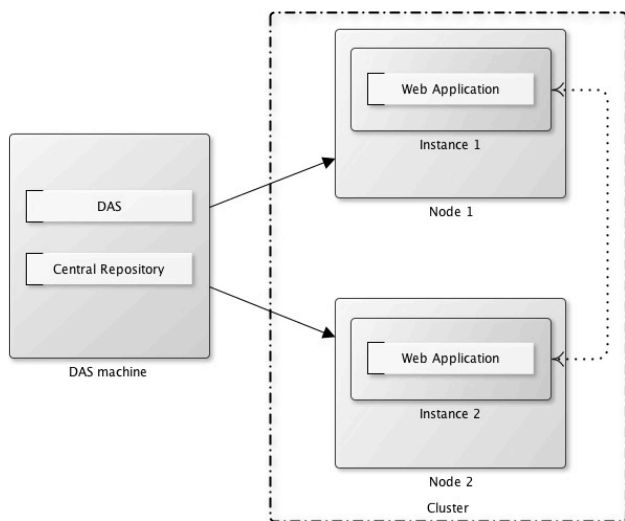 DAS
Central Repository
DAS machine
Web Application
Instance 1
Node 1
Web Application
Instance 2
Node 2
Cluster